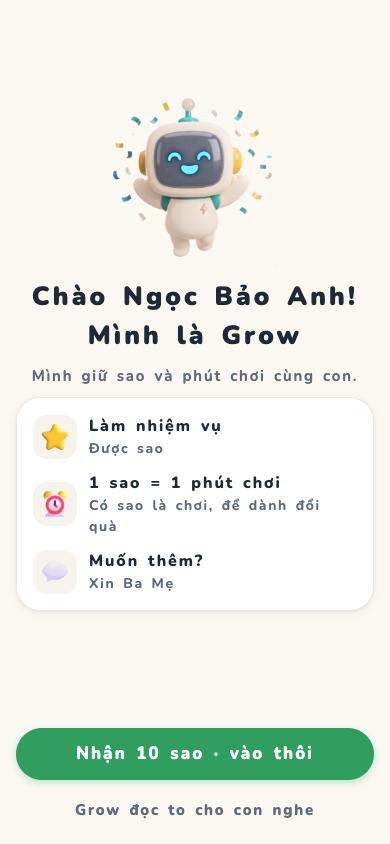 Chào Ngọc Bảo Anh!
Mình là Grow
Mình giữ sao và phút chơi cùng con.
Làm nhiệm vụ
Được sao
1 sao = 1 phút chơi
Có sao là chơi, để dành đổi
quà
Muốn thêm?
Xin Ba Mẹ
Nhận 10 sao · vào thôi
Grow đọc to cho con nghe